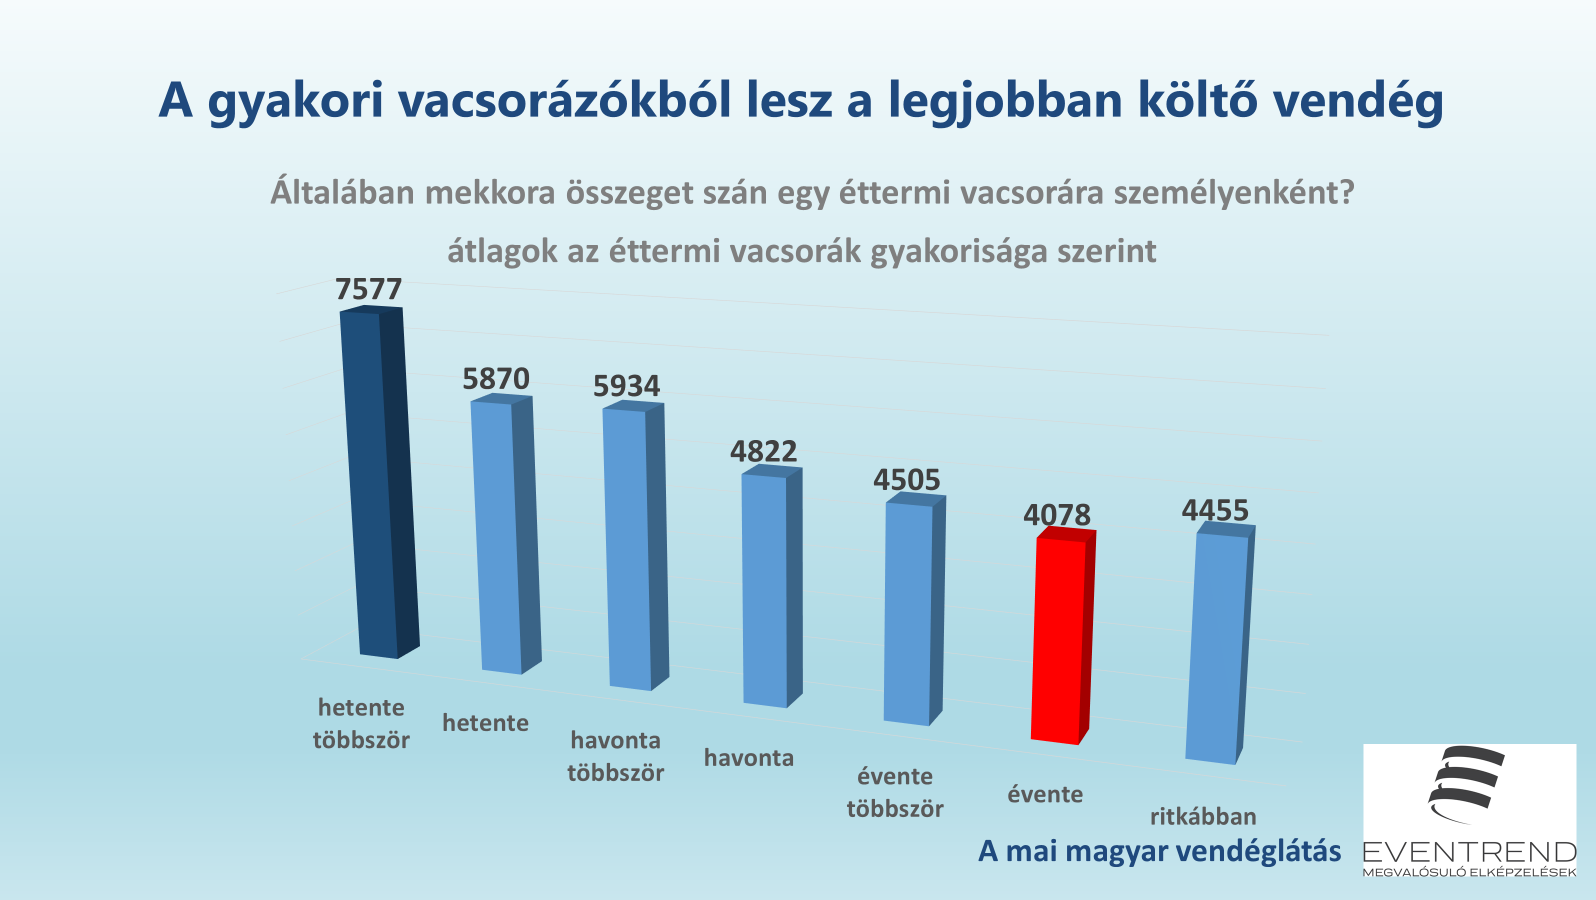 A gyakori vacsorázókból lesz a legjobban költő vendég
Általában mekkora összeget szán egy éttermi vacsorára személyenként?
átlagok az éttermi vacsorák gyakorisága szerint
7577
5870
5934
4822
4505
4078
4455
hetente
többször
hetente
havonta
többször
havonta
évente
többször
évente
ritkábban
A mai magyar vendéglátás
EVENTREND
MEGVALÓSULÓ ELKÉPZELÉSEK